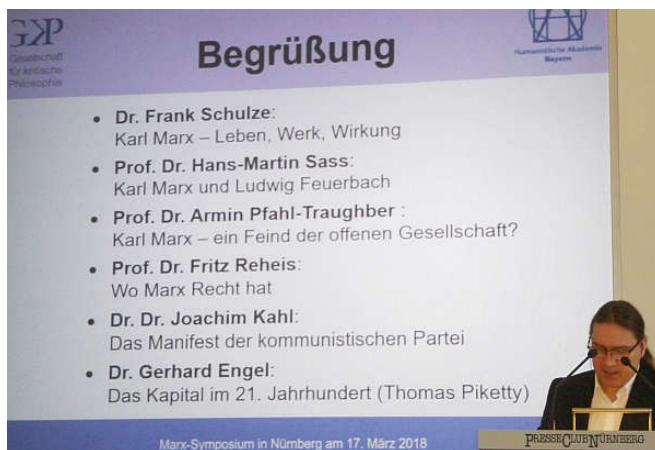 GKP
Gesellschaft
für kritische
Philosophie
Begrüßung
Humanistische Akademie
Bayern
• Dr. Frank Schulze:
Karl Marx – Leben, Werk, Wirkung
• Prof. Dr. Hans-Martin Sass:
Karl Marx und Ludwig Feuerbach
• Prof. Dr. Armin Pfahl-Traughber :
Karl Marx – ein Feind der offenen Gesellschaft?
• Prof. Dr. Fritz Reheis:
Wo Marx Recht hat
• Dr. Dr. Joachim Kahl:
Das Manifest der kommunistischen Partei
• Dr. Gerhard Engel:
Das Kapital im 21. Jahrhundert (Thomas Piketty)
Marx-Symposium in Nürnberg am 17. März 2018
PRESSECLUBNÜRNBERG